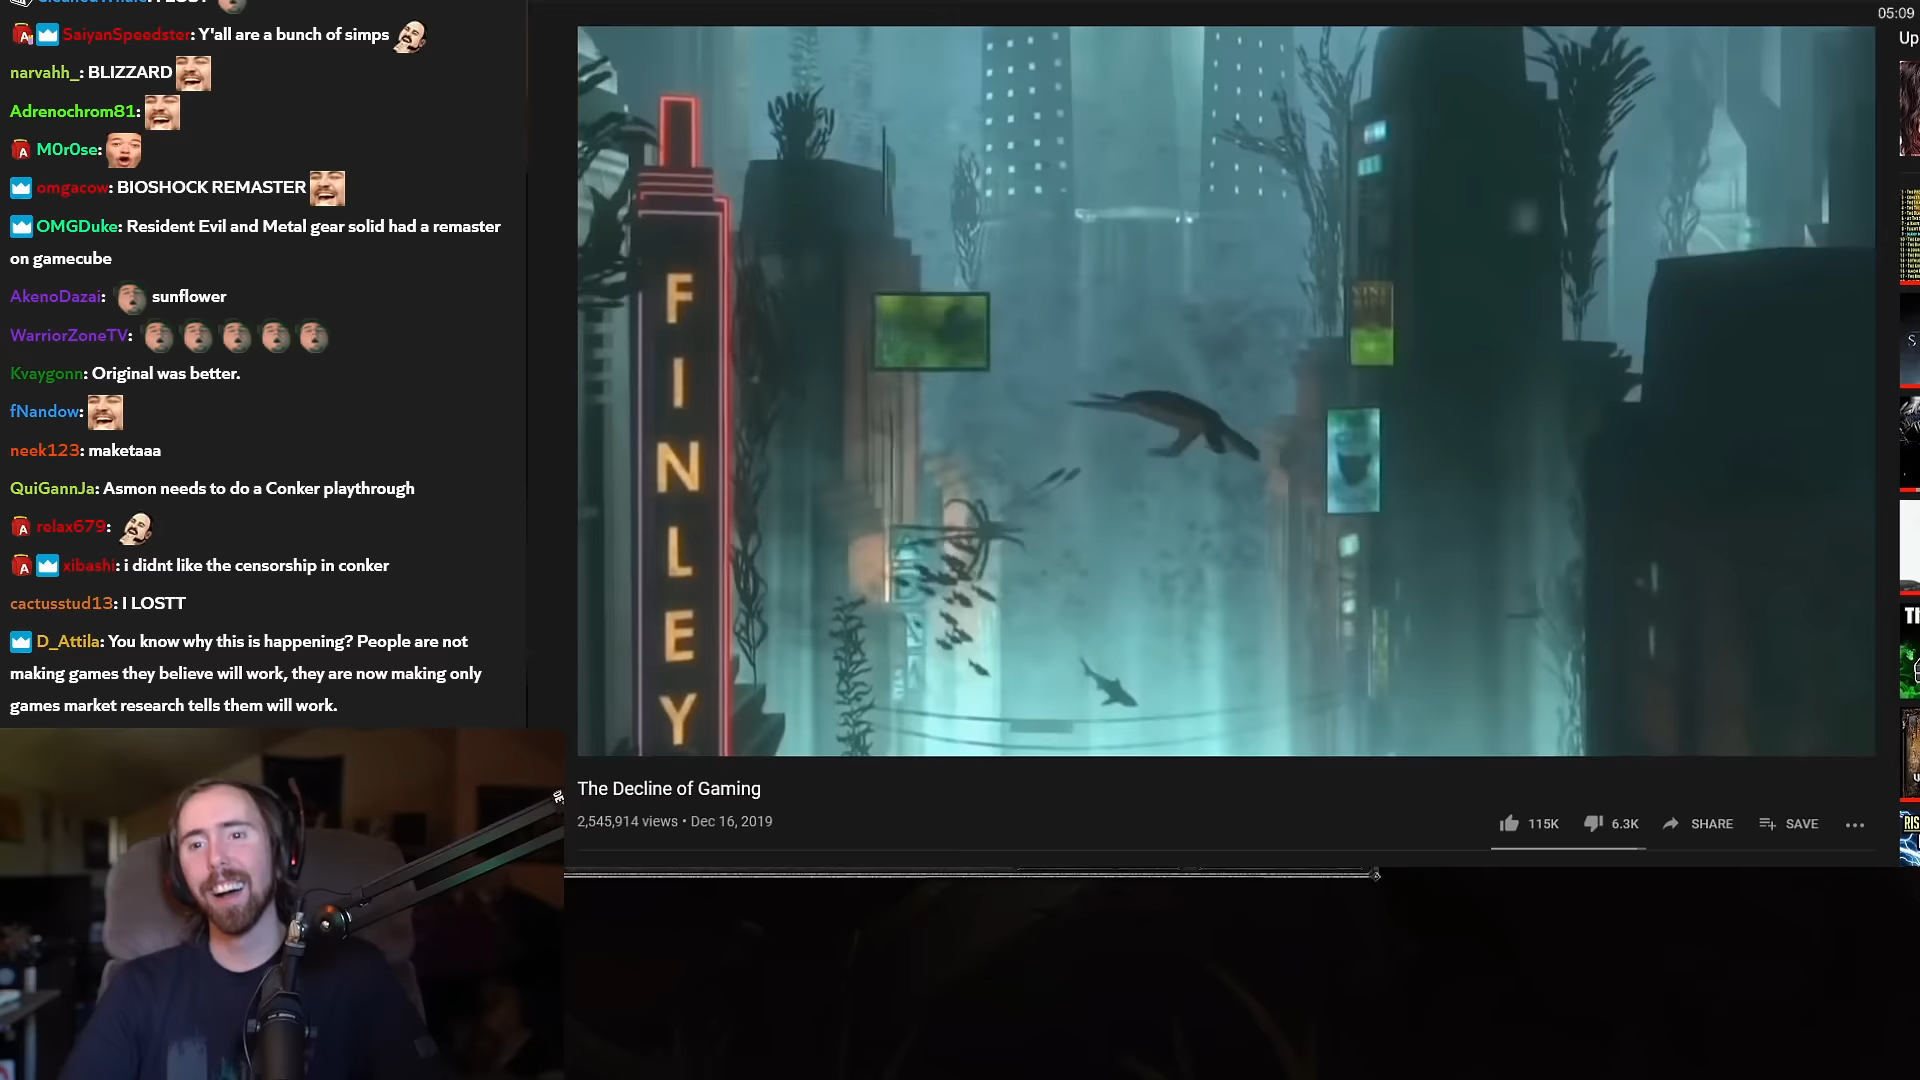 SaiyanSpeedster: Y'all are a bunch of simps
narvahh_: BLIZZARD
Adrenochrom81:
M0r0se:
omgacow: BIOSHOCK REMASTER
OMGDuke: Resident Evil and Metal gear solid had a remaster
on gamecube
AkenoDazai: sunflower
WarriorZoneTV:
Kvaygonn: Original was better.
fNandow:
neek123: maketaaa
QuiGannJa: Asmon needs to do a Conker playthrough
relax679:
xibashi: i didnt like the censorship in conker
cactusstud13: I LOSTT
D_Attila: You know why this is happening? People are not
making games they believe will work, they are now making only
games market research tells them will work.
05:09
Up
FINLEY
The Decline of Gaming
2,545,914 views • Dec 16, 2019
115K 6.3K SHARE SAVE